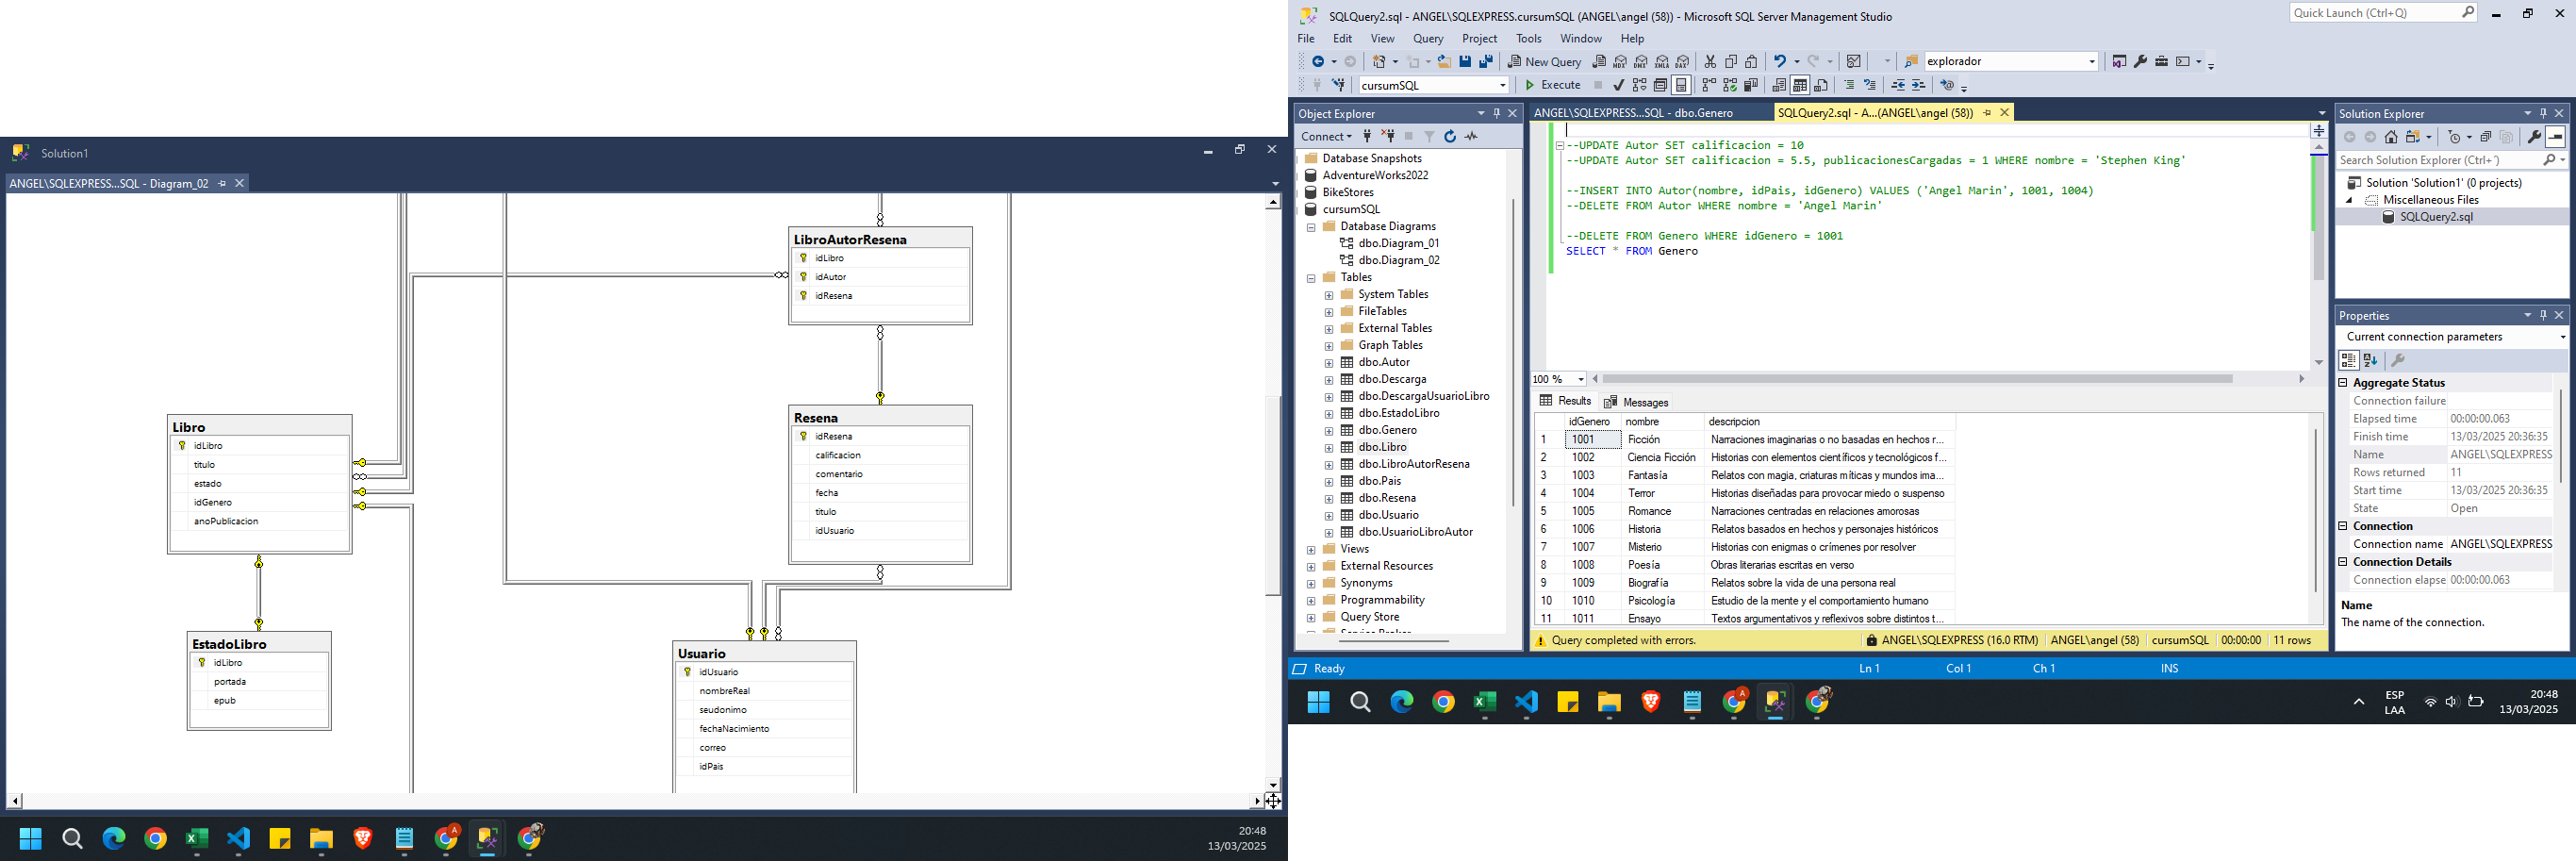 Solution1
ANGEL\SQLEXPRESS...SQL - Diagram_02
LibroAutorResena
idLibro
idAutor
idResena
Libro
idLibro
titulo
estado
idGenero
anoPublicacion
Resena
idResena
calificacion
comentario
fecha
titulo
idUsuario
EstadoLibro
idLibro
portada
epub
Usuario
idUsuario
nombreReal
seudonimo
fechaNacimiento
correo
idPais
20:48
13/03/2025
SQLQuery2.sql - ANGEL\SQLEXPRESS.cursumSQL (ANGEL\angel (58)) - Microsoft SQL Server Management Studio
Quick Launch (Ctrl+Q)
File Edit View Query Project Tools Window Help
New Query
explorador
cursumSQL
Execute
Object Explorer
Connect
Database Snapshots
AdventureWorks2022
BikeStores
cursumSQL
Database Diagrams
dbo.Diagram_01
dbo.Diagram_02
Tables
System Tables
FileTables
External Tables
Graph Tables
dbo.Autor
dbo.Descarga
dbo.DescargaUsuarioLibro
dbo.EstadoLibro
dbo.Genero
dbo.Libro
dbo.LibroAutorResena
dbo.Pais
dbo.Resena
dbo.Usuario
dbo.UsuarioLibroAutor
Views
External Resources
Synonyms
Programmability
Query Store
ANGEL\SQLEXPRESS...SQL - dbo.Genero
SQLQuery2.sql - A...(ANGEL\angel (58))
--UPDATE Autor SET calificacion = 10
--UPDATE Autor SET calificacion = 5.5, publicacionesCargadas = 1 WHERE nombre = 'Stephen King'
--INSERT INTO Autor(nombre, idPais, idGenero) VALUES ('Angel Marin', 1001, 1004)
--DELETE FROM Autor WHERE nombre = 'Angel Marin'
--DELETE FROM Genero WHERE idGenero = 1001
SELECT * FROM Genero
100 %
Results Messages
idGenero nombre descripcion
1 1001 Ficción Narraciones imaginarias o no basadas en hechos r...
2 1002 Ciencia Ficción Historias con elementos científicos y tecnológicos f...
3 1003 Fantasía Relatos con magia, criaturas míticas y mundos ima...
4 1004 Terror Historias diseñadas para provocar miedo o suspenso
5 1005 Romance Narraciones centradas en relaciones amorosas
6 1006 Historia Relatos basados en hechos y personajes históricos
7 1007 Misterio Historias con enigmas o crímenes por resolver
8 1008 Poesía Obras literarias escritas en verso
9 1009 Biografía Relatos sobre la vida de una persona real
10 1010 Psicología Estudio de la mente y el comportamiento humano
11 1011 Ensayo Textos argumentativos y reflexivos sobre distintos t...
Query completed with errors.
ANGEL\SQLEXPRESS (16.0 RTM) ANGEL\angel (58) cursumSQL 00:00:00 11 rows
Solution Explorer
Search Solution Explorer (Ctrl+´)
Solution 'Solution1' (0 projects)
Miscellaneous Files
SQLQuery2.sql
Properties
Current connection parameters
Aggregate Status
Connection failure
Elapsed time 00:00:00.063
Finish time 13/03/2025 20:36:35
Name ANGEL\SQLEXPRESS
Rows returned 11
Start time 13/03/2025 20:36:35
State Open
Connection
Connection name ANGEL\SQLEXPRESS
Connection Details
Connection elapse 00:00:00.063
Name
The name of the connection.
Ready
Ln 1 Col 1 Ch 1 INS
ESP
LAA
20:48
13/03/2025